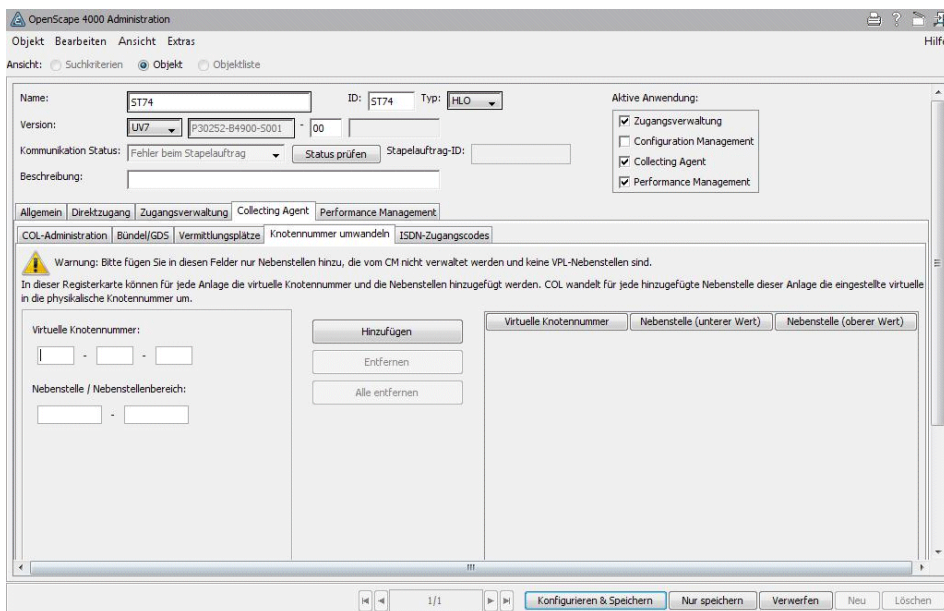 OpenScape 4000 Administration
Objekt Bearbeiten Ansicht Extras
Hilfe
Ansicht: Suchkriterien Objekt Objektliste
Name: ST74 ID: ST74 Typ: HLO
Aktive Anwendung:
Version: UV7 P30252-B4900-S001 - 00
Zugangsverwaltung
Configuration Management
Kommunikation Status: Fehler beim Stapelauftrag Status prüfen Stapelauftrag-ID:
Collecting Agent
Beschreibung:
Performance Management
Allgemein Direktzugang Zugangsverwaltung Collecting Agent Performance Management
COL-Administration Bündel/GDS Vermittlungsplätze Knotennummer umwandeln ISDN-Zugangscodes
Warnung: Bitte fügen Sie in diesen Felder nur Nebenstellen hinzu, die vom CM nicht verwaltet werden und keine VPL-Nebenstellen sind.
In dieser Registerkarte können für jede Anlage die virtuelle Knotennummer und die Nebenstellen hinzugefügt werden. COL wandelt für jede hinzugefügte Nebenstelle dieser Anlage die eingestellte virtuelle
in die physikalische Knotennummer um.
Virtuelle Knotennummer:
- -
Nebenstelle / Nebenstellenbereich:
-
Hinzufügen
Entfernen
Alle entfernen
Virtuelle Knotennummer Nebenstelle (unterer Wert) Nebenstelle (oberer Wert)
1/1 Konfigurieren & Speichern Nur speichern Verwerfen Neu Löschen